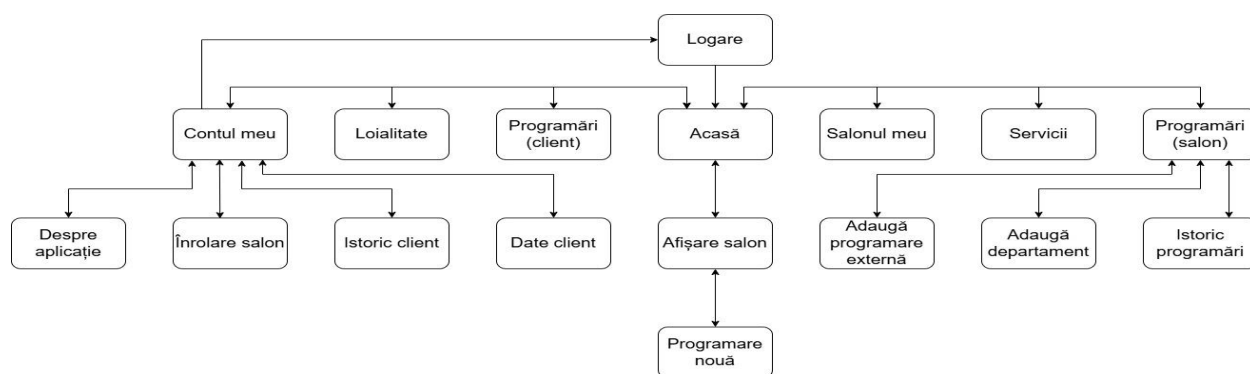 Logare
Contul meu
Loialitate
Programări
(client)
Acasă
Salonul meu
Servicii
Programări
(salon)
Despre
aplicație
Înrolare salon
Istoric client
Date client
Afișare salon
Adaugă
programare
externă
Adaugă
departament
Istoric
programări
Programare
nouă